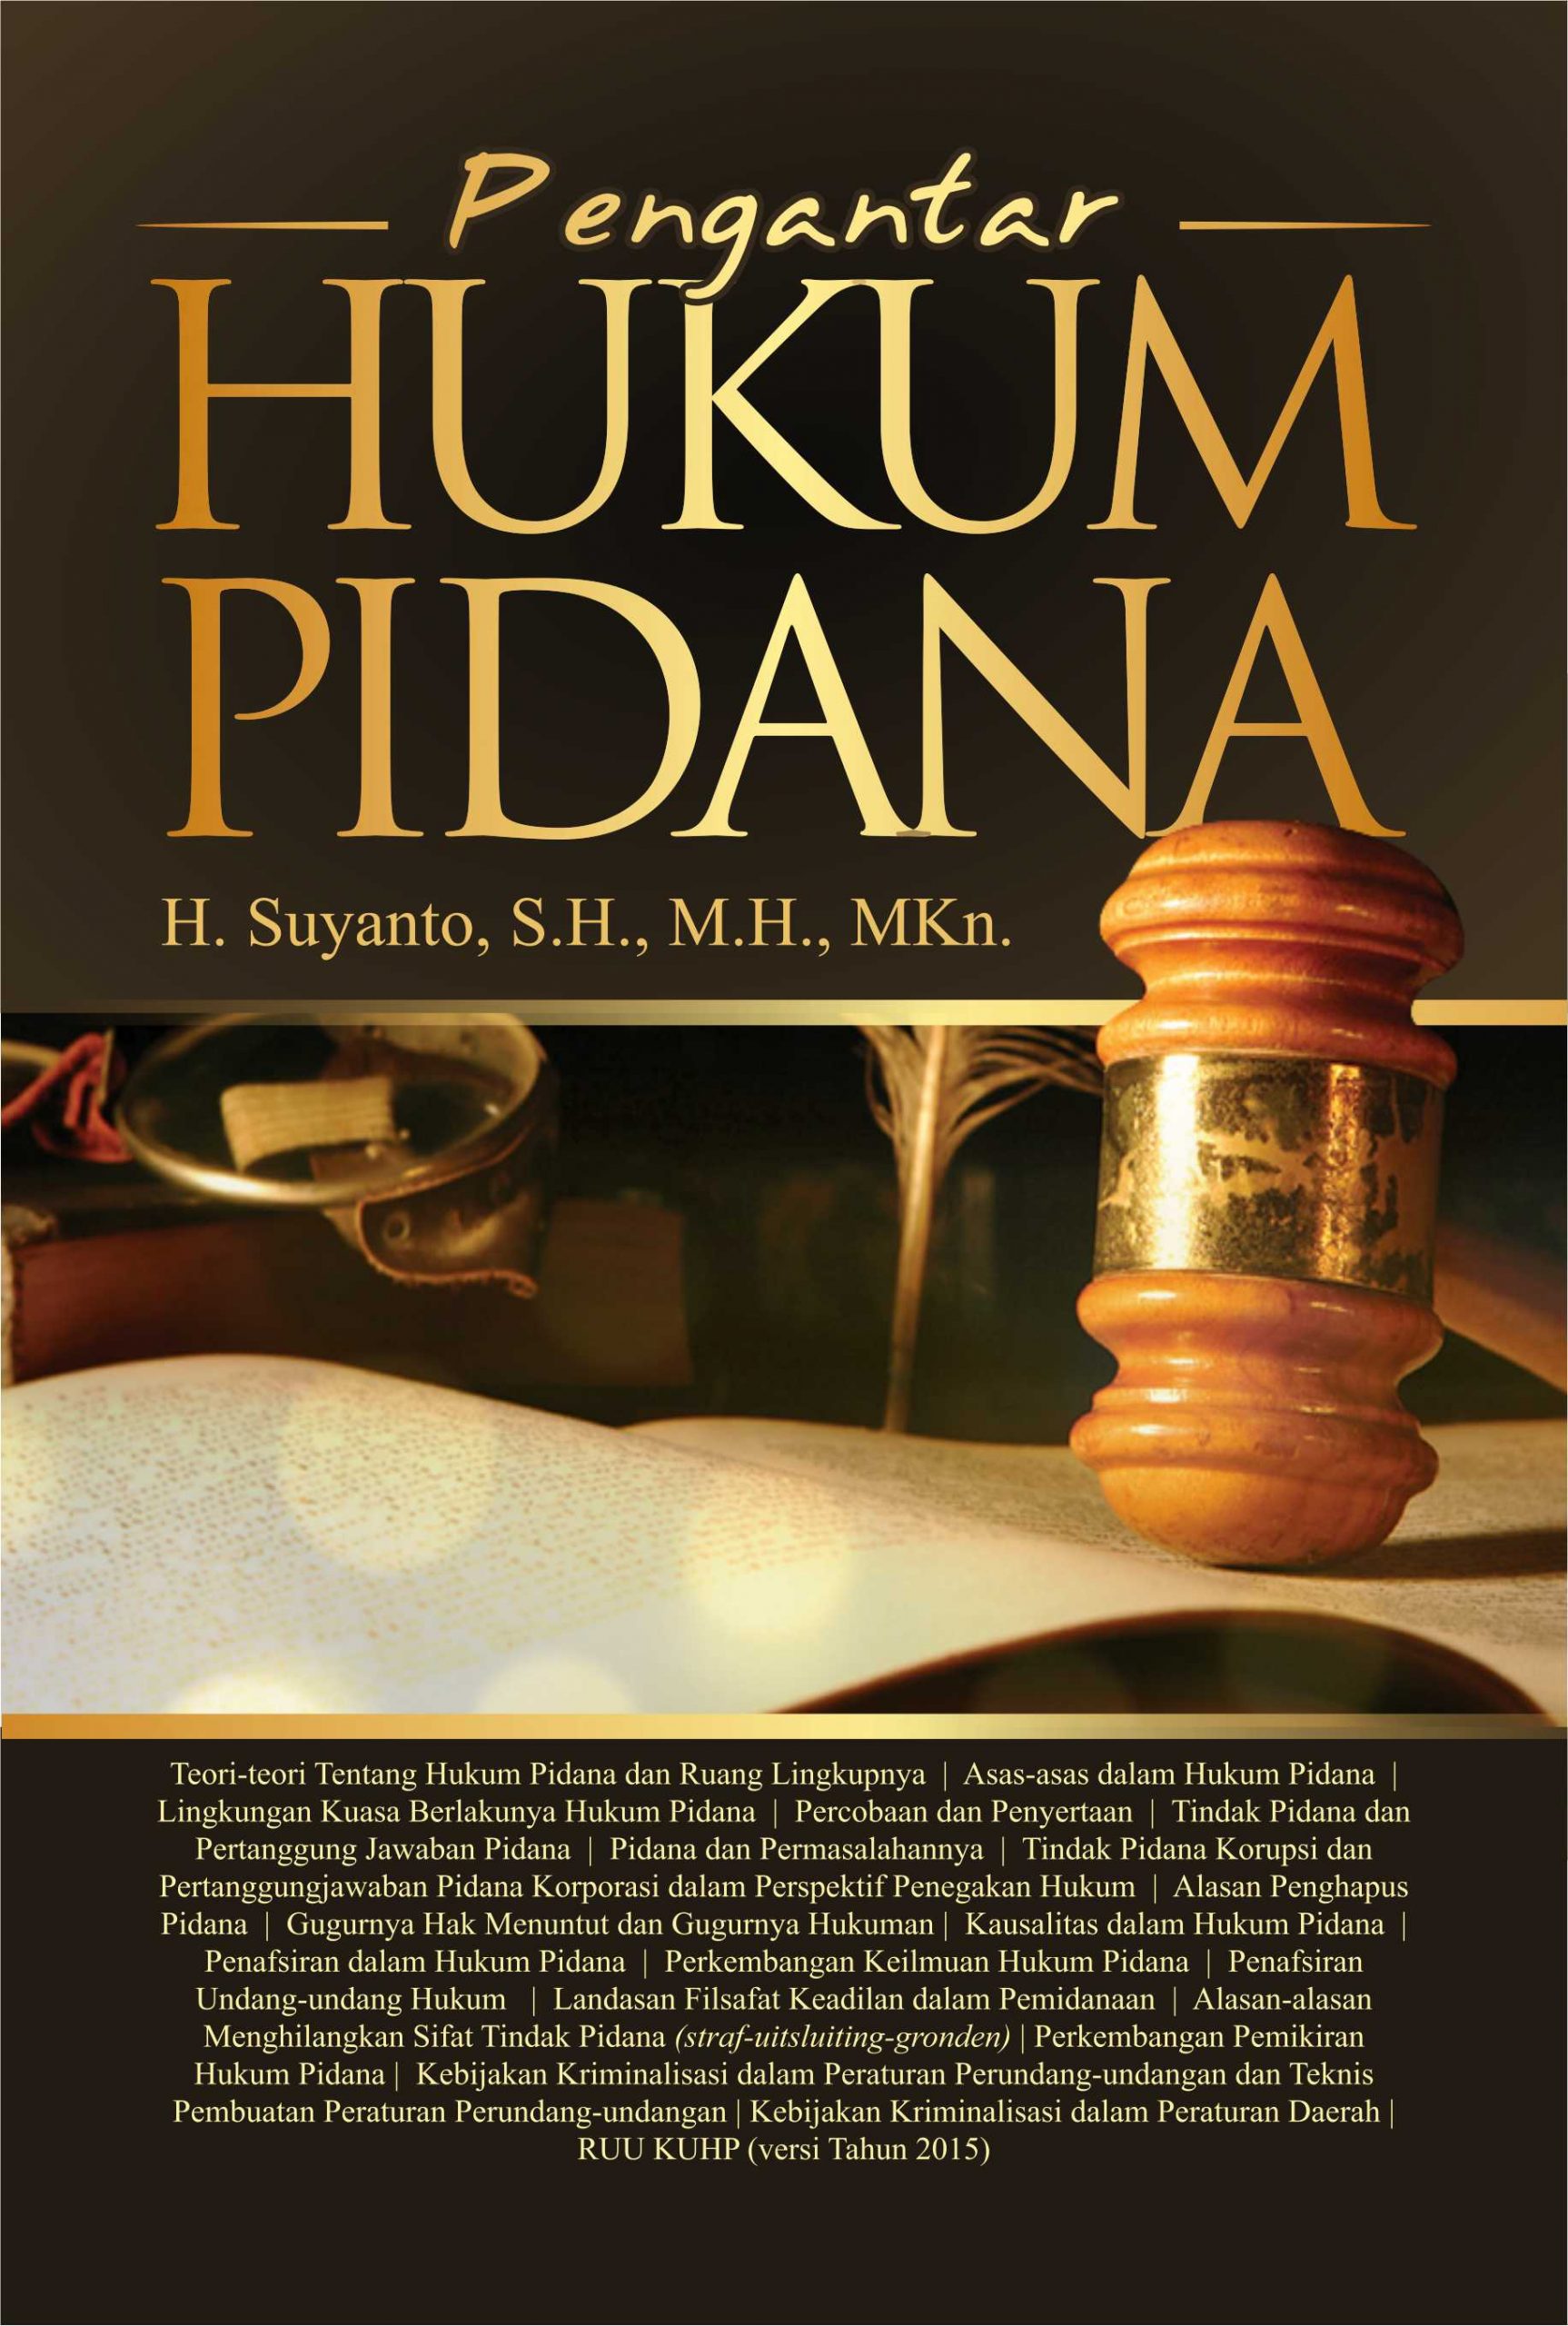 Pengantar
HUKUM
PIDANA
H. Suyanto, S.H., M.H., MKn.
Teori-teori Tentang Hukum Pidana dan Ruang Lingkupnya | Asas-asas dalam Hukum Pidana |
Lingkungan Kuasa Berlakunya Hukum Pidana | Percobaan dan Penyertaan | Tindak Pidana dan
Pertanggung Jawaban Pidana | Pidana dan Permasalahannya | Tindak Pidana Korupsi dan
Pertanggungjawaban Pidana Korporasi dalam Perspektif Penegakan Hukum | Alasan Penghapus
Pidana | Gugurnya Hak Menuntut dan Gugurnya Hukuman | Kausalitas dalam Hukum Pidana |
Penafsiran dalam Hukum Pidana | Perkembangan Keilmuan Hukum Pidana | Penafsiran
Undang-undang Hukum | Landasan Filsafat Keadilan dalam Pemidanaan | Alasan-alasan
Menghilangkan Sifat Tindak Pidana (straf-uitsluiting-gronden) | Perkembangan Pemikiran
Hukum Pidana | Kebijakan Kriminalisasi dalam Peraturan Perundang-undangan dan Teknis
Pembuatan Peraturan Perundang-undangan | Kebijakan Kriminalisasi dalam Peraturan Daerah |
RUU KUHP (versi Tahun 2015)